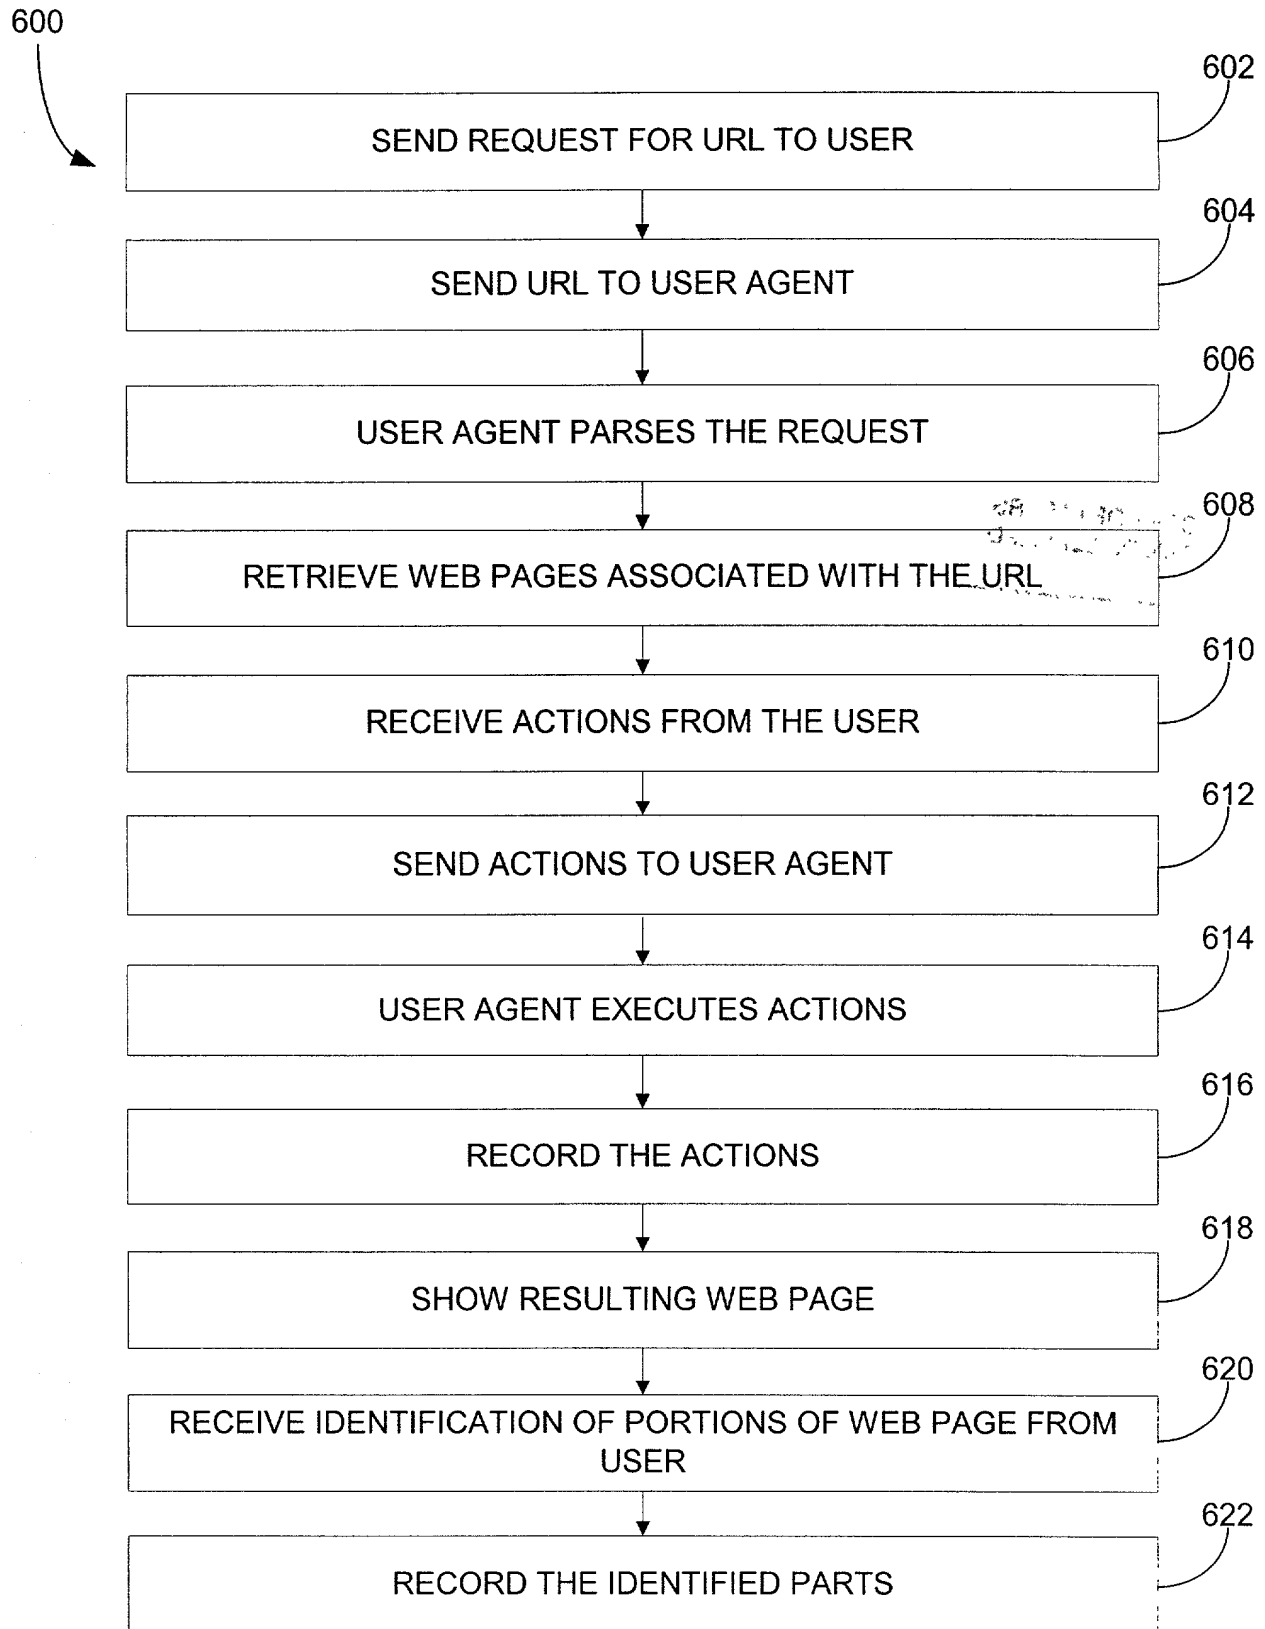 600
602
SEND REQUEST FOR URL TO USER
604
SEND URL TO USER AGENT
606
USER AGENT PARSES THE REQUEST
608
RETRIEVE WEB PAGES ASSOCIATED WITH THE URL
610
RECEIVE ACTIONS FROM THE USER
612
SEND ACTIONS TO USER AGENT
614
USER AGENT EXECUTES ACTIONS
616
RECORD THE ACTIONS
618
SHOW RESULTING WEB PAGE
620
RECEIVE IDENTIFICATION OF PORTIONS OF WEB PAGE FROM
USER
622
RECORD THE IDENTIFIED PARTS